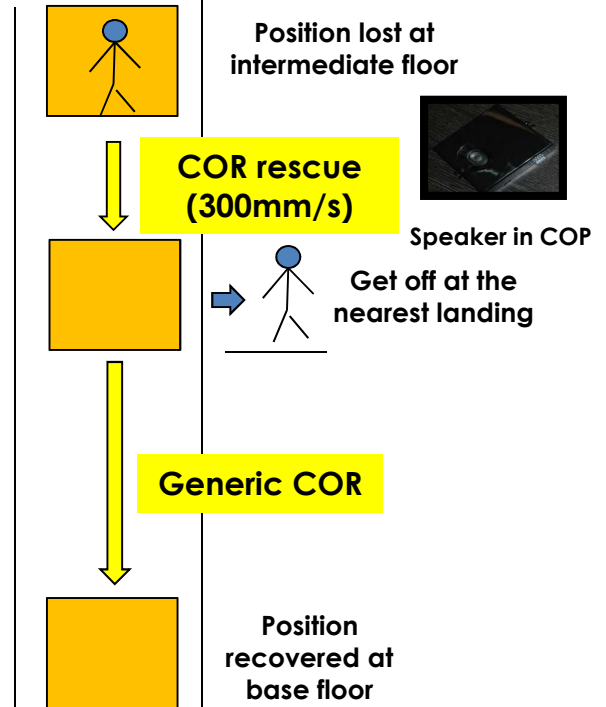 Position lost at
intermediate floor
COR rescue
(300mm/s)
Speaker in COP
Get off at the
nearest landing
Generic COR
Position
recovered at
base floor